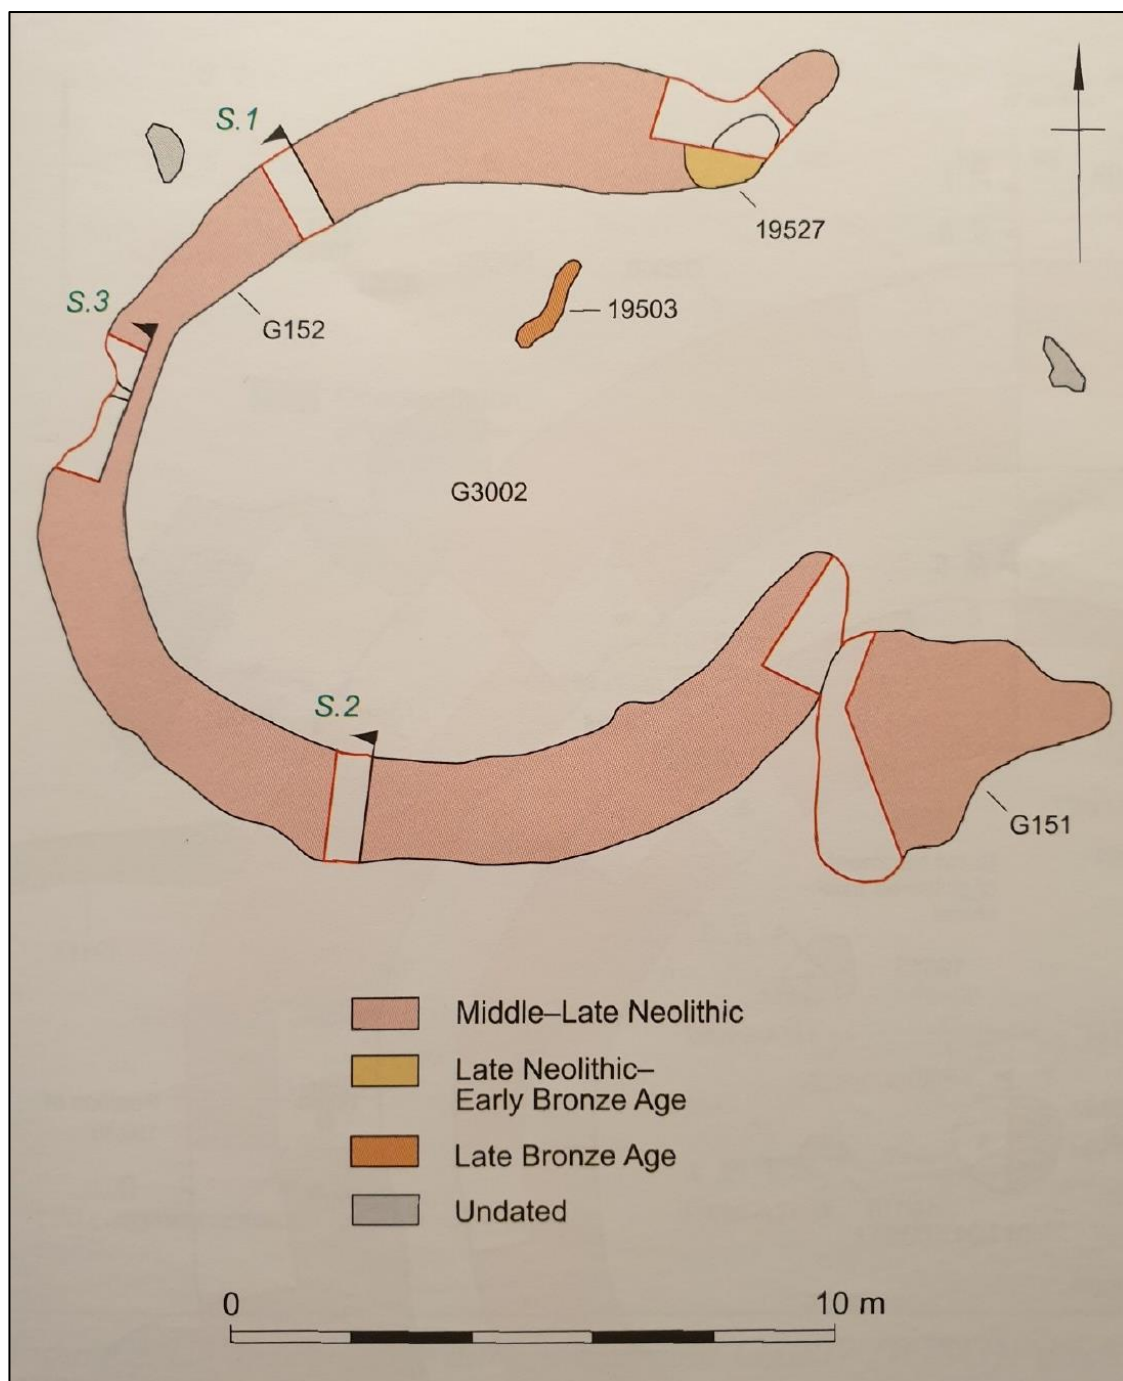 S.1
19527
S.3
G152
19503
G3002
S.2
G151
Middle–Late Neolithic
Late Neolithic–
Early Bronze Age
Late Bronze Age
Undated
0 10 m